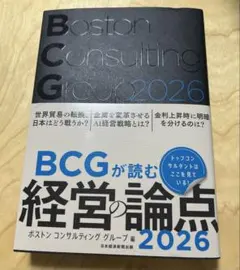 Boston
Consulting
Group 2026
世界貿易の転換、
日本はどう戦うか?
企業を変革させる
AI経営戦略とは?
金利上昇時に明暗
を分けるのは?
BCGが読む
トップコン
サルタントは
ここを見て
いる!
経営の論点
2026
ボストン コンサルティング グループ 編
日本経済新聞出版